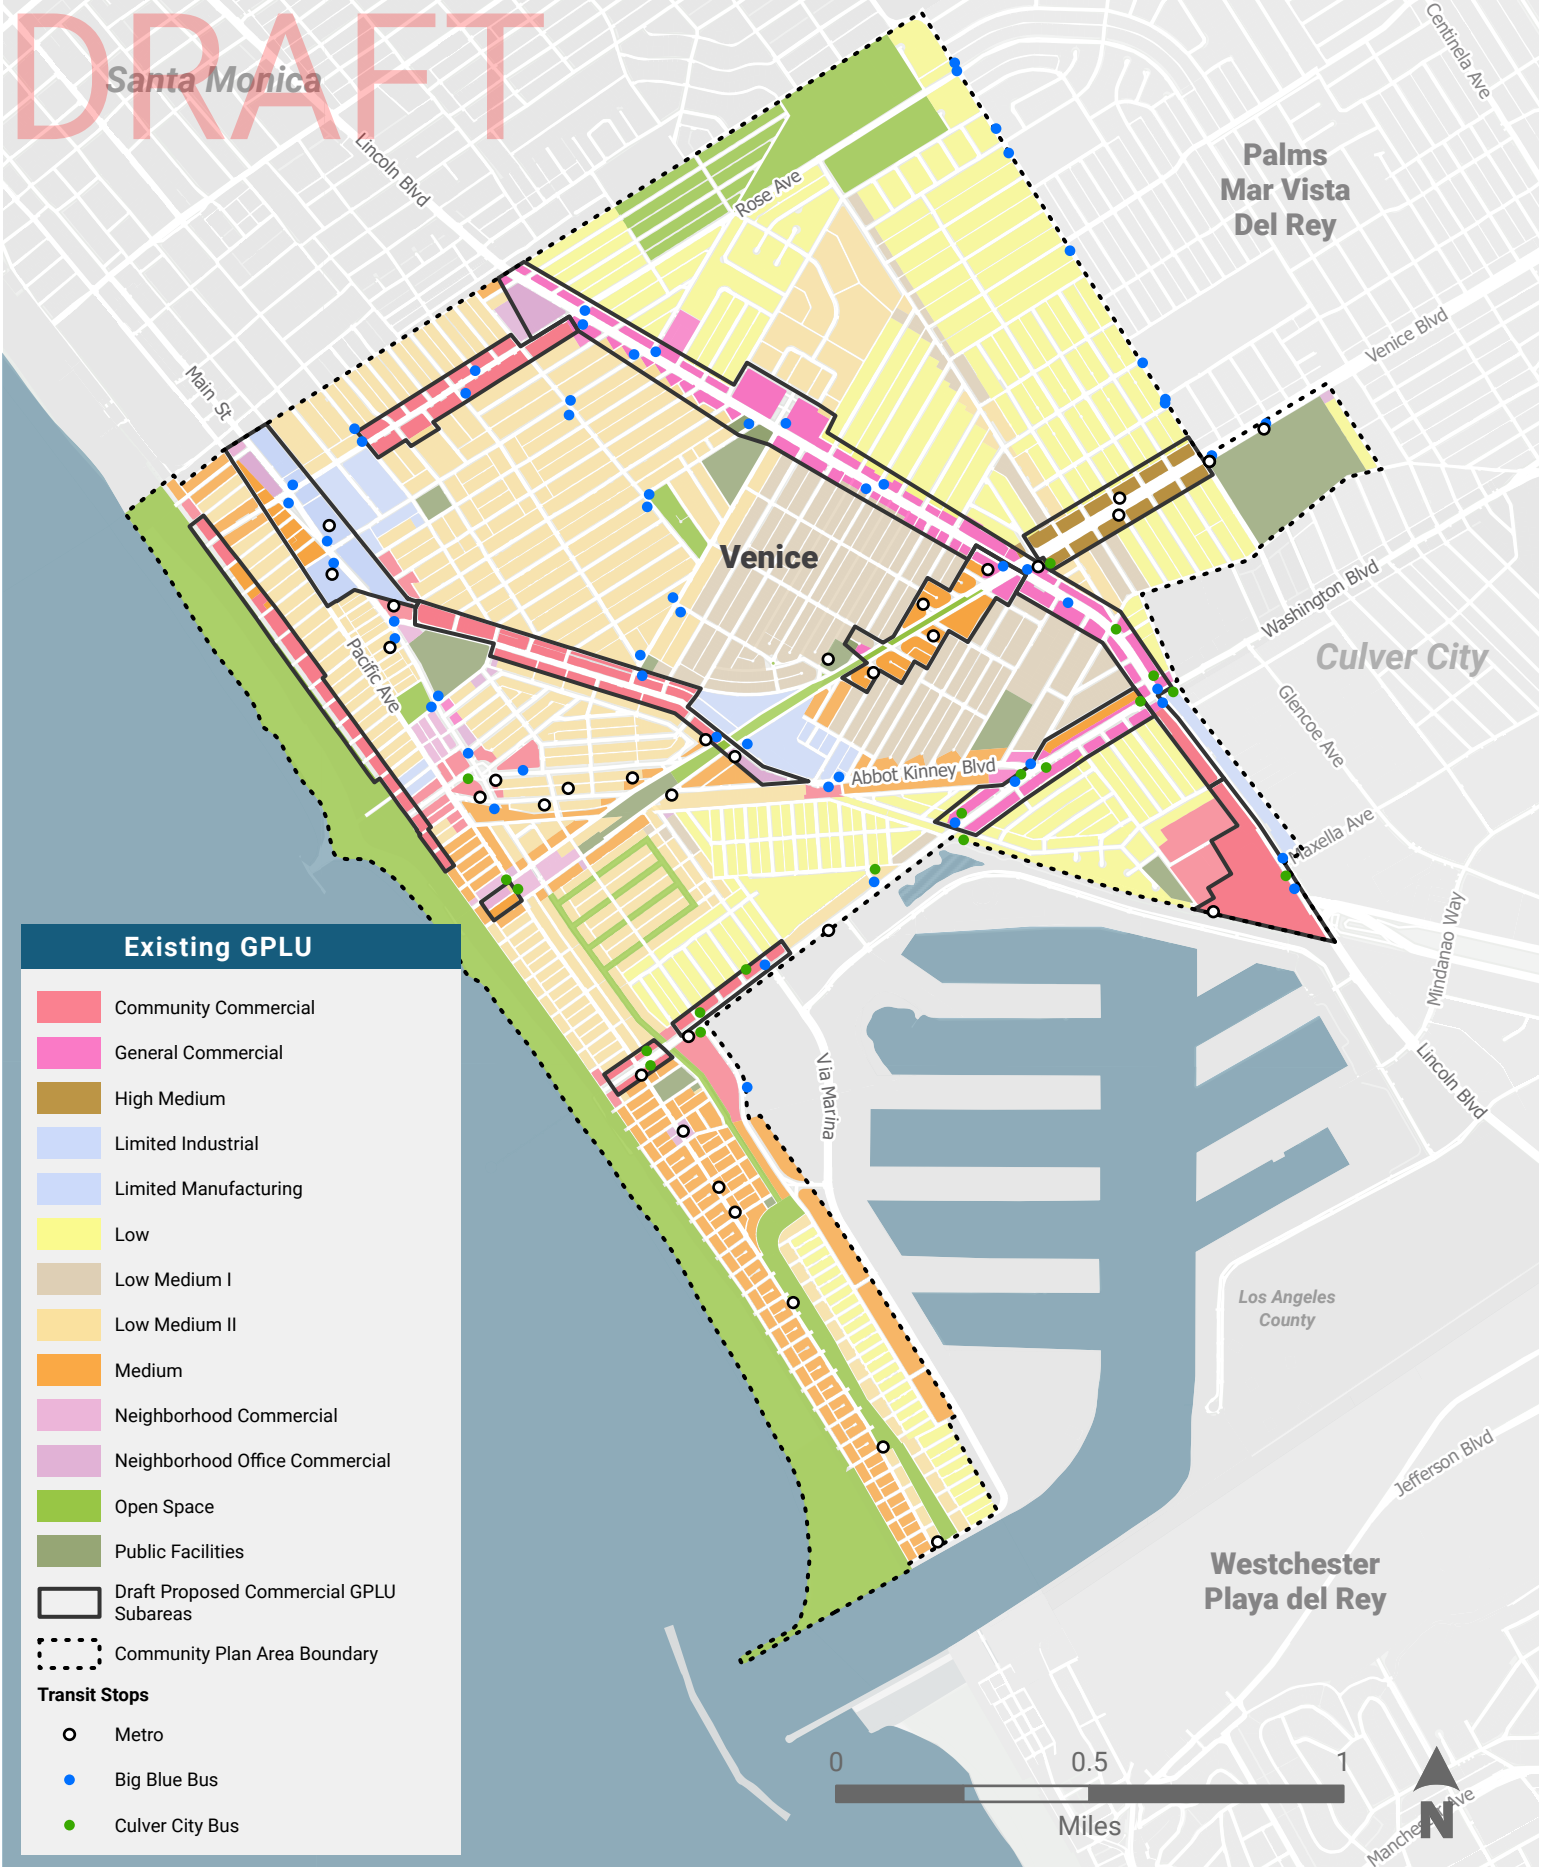 DRAFT
Santa Monica
Lincoln Blvd
Centinela Ave
Palms
Mar Vista
Del Rey
Rose Ave
Venice Blvd
Main St
Venice
Washington Blvd
Culver City
Pacific Ave
Glencoe Ave
Abbot Kinney Blvd
Maxella Ave
Mindanao Way
Lincoln Blvd
Via Marina
Los Angeles
County
Jefferson Blvd
Westchester
Playa del Rey
Manchester Ave
Existing GPLU
Community Commercial
General Commercial
High Medium
Limited Industrial
Limited Manufacturing
Low
Low Medium I
Low Medium II
Medium
Neighborhood Commercial
Neighborhood Office Commercial
Open Space
Public Facilities
Draft Proposed Commercial GPLU
Subareas
Community Plan Area Boundary
Transit Stops
Metro
Big Blue Bus
Culver City Bus
0 0.5 1
Miles
N